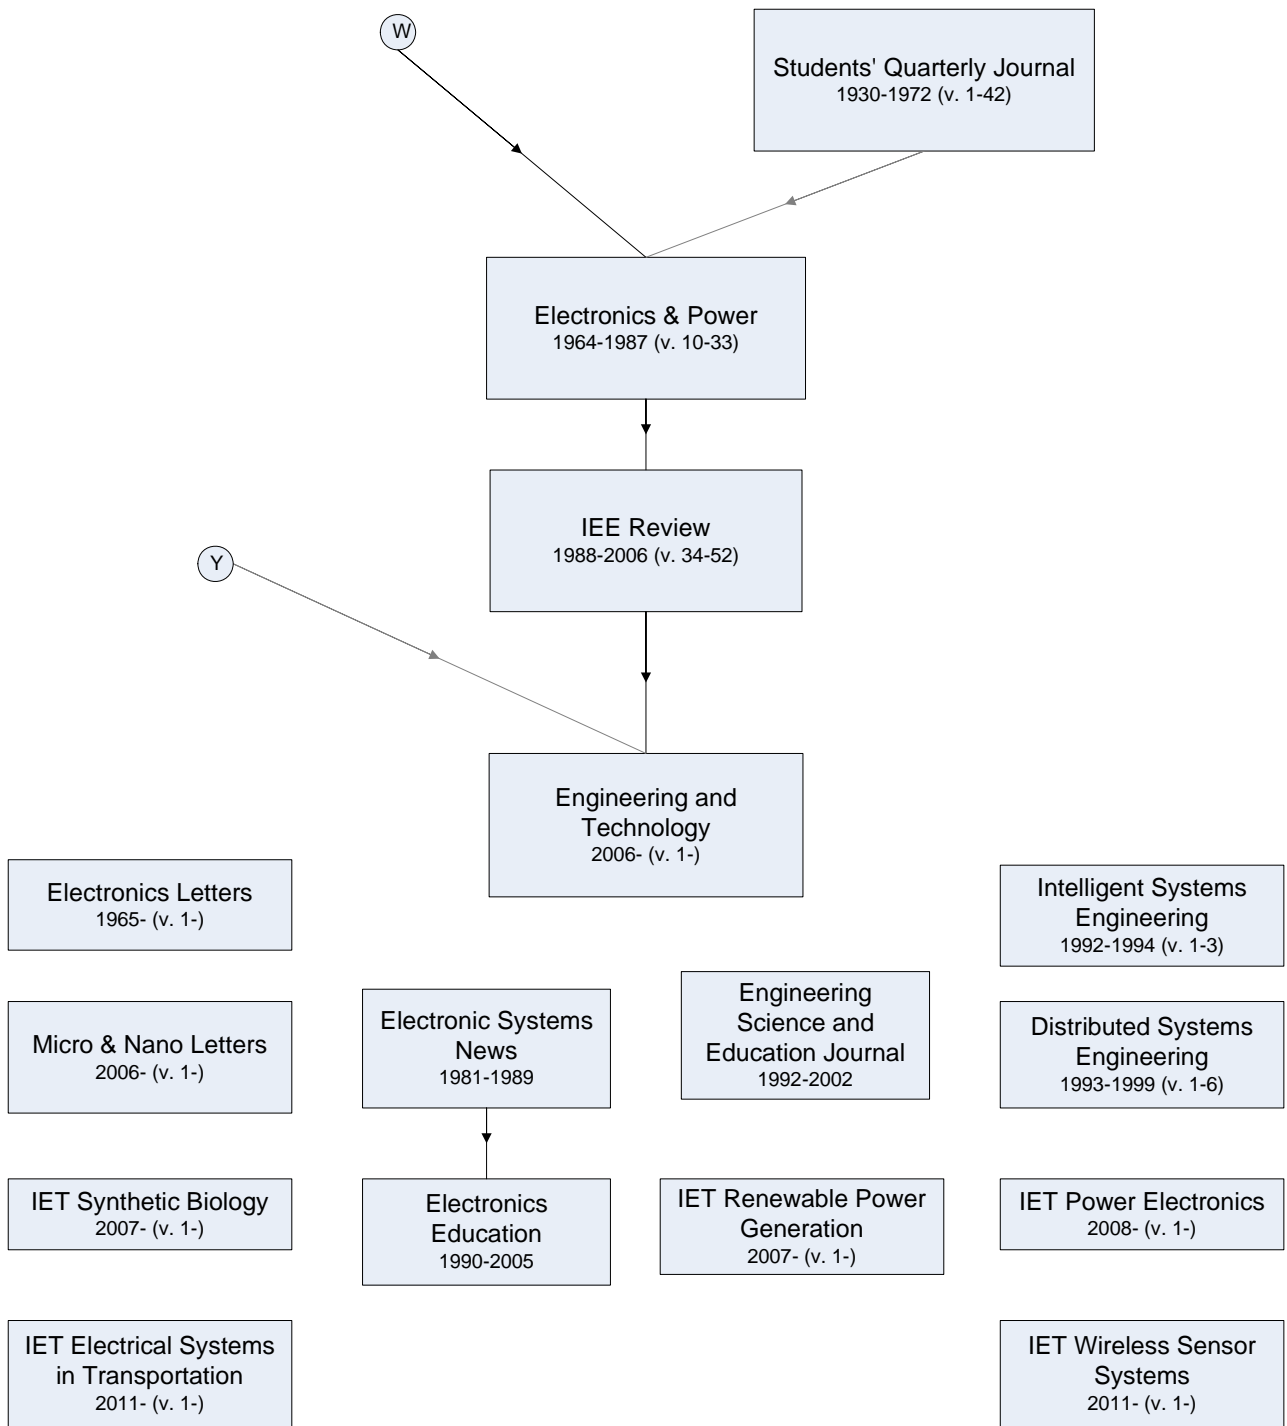 W
Students' Quarterly Journal
1930-1972 (v. 1-42)
Electronics & Power
1964-1987 (v. 10-33)
IEE Review
1988-2006 (v. 34-52)
Y
Engineering and
Technology
2006- (v. 1-)
Electronics Letters
1965- (v. 1-)
Intelligent Systems
Engineering
1992-1994 (v. 1-3)
Micro & Nano Letters
2006- (v. 1-)
Electronic Systems
News
1981-1989
Engineering
Science and
Education Journal
1992-2002
Distributed Systems
Engineering
1993-1999 (v. 1-6)
IET Synthetic Biology
2007- (v. 1-)
Electronics
Education
1990-2005
IET Renewable Power
Generation
2007- (v. 1-)
IET Power Electronics
2008- (v. 1-)
IET Electrical Systems
in Transportation
2011- (v. 1-)
IET Wireless Sensor
Systems
2011- (v. 1-)